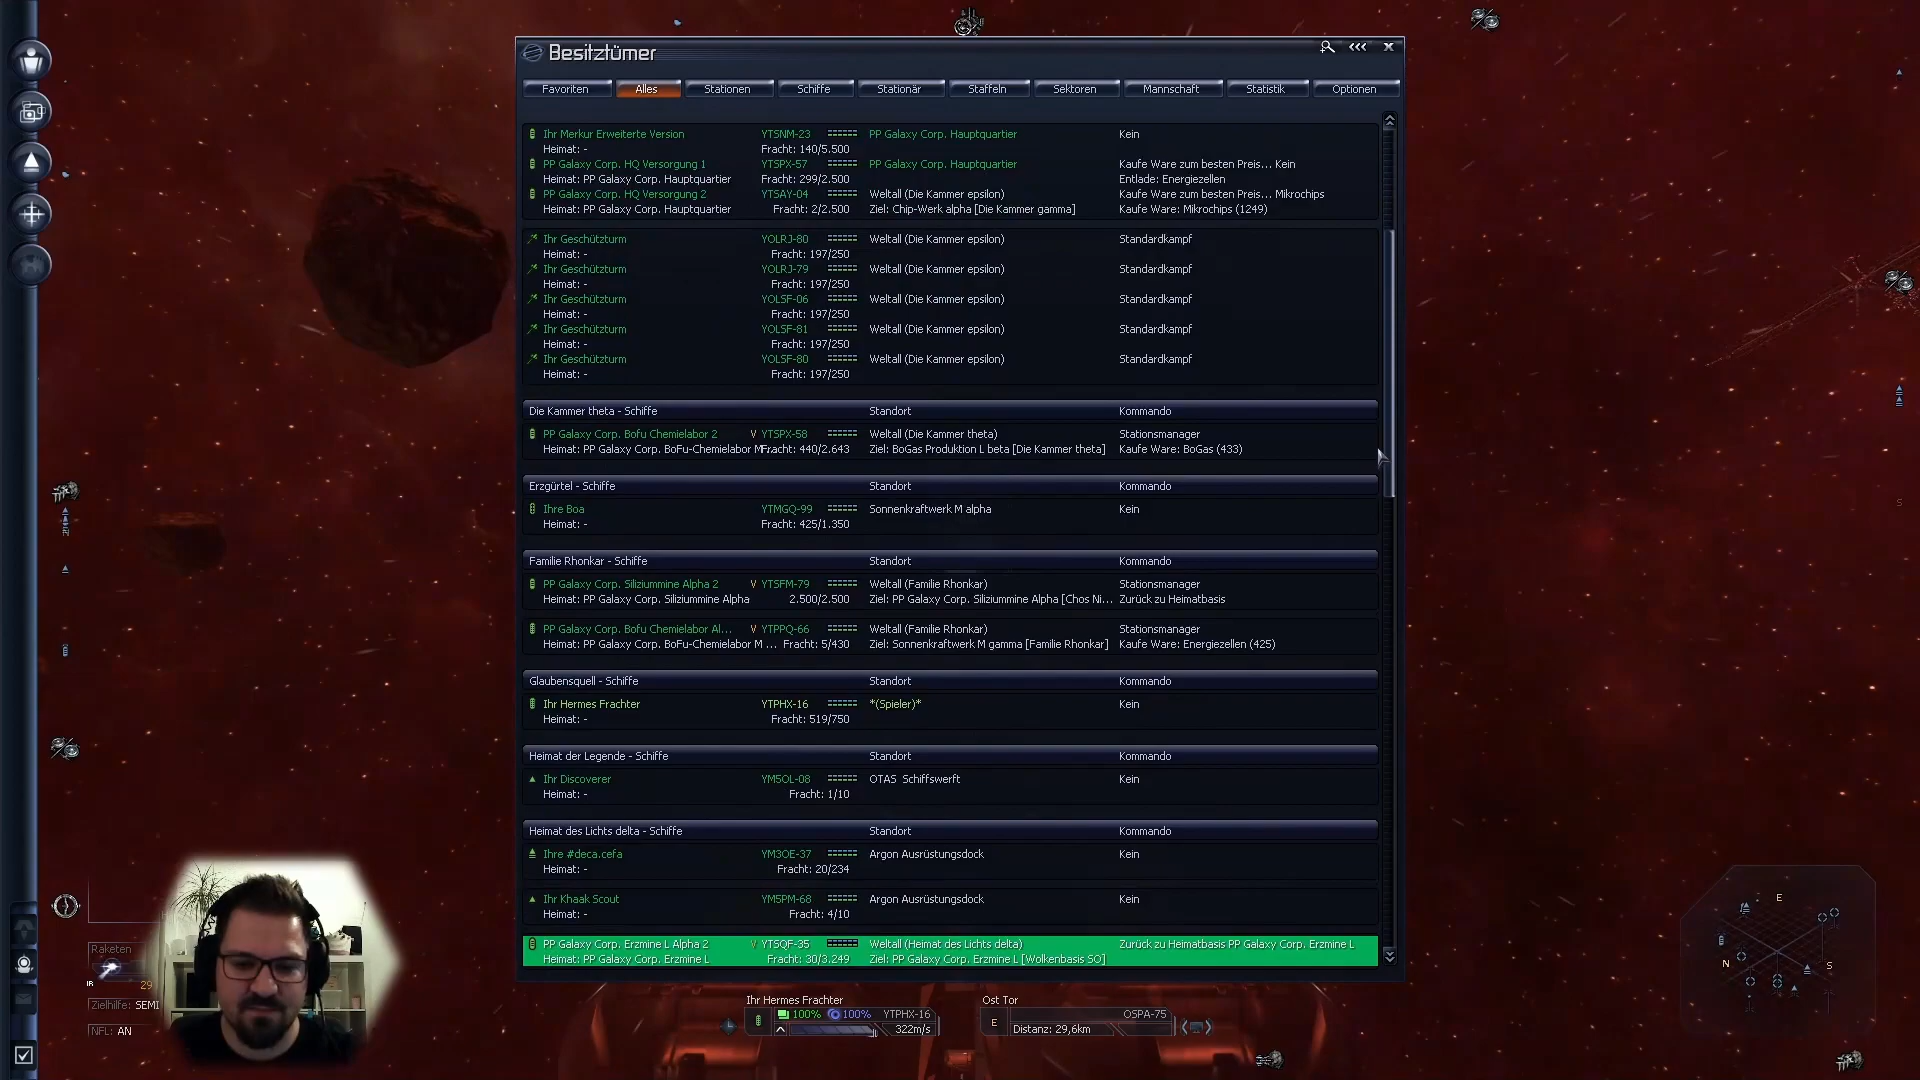 Besitztümer
Favoriten Alles Stationen Schiffe Stationär Staffeln Sektoren Mannschaft Statistik Optionen
Ihr Merkur Erweiterte Version YTSNM-23 PP Galaxy Corp. Hauptquartier Kein
Heimat: - Fracht: 140/5.500
PP Galaxy Corp. HQ Versorgung 1 YTSPX-57 PP Galaxy Corp. Hauptquartier Kaufe Ware zum besten Preis... Kein
Heimat: PP Galaxy Corp. Hauptquartier Fracht: 299/2.500 Entlade: Energiezellen
PP Galaxy Corp. HQ Versorgung 2 YTSAY-04 Weltall (Die Kammer epsilon) Kaufe Ware zum besten Preis... Mikrochips
Heimat: PP Galaxy Corp. Hauptquartier Fracht: 2/2.500 Ziel: Chip-Werk alpha [Die Kammer gamma] Kaufe Ware: Mikrochips (1249)
Ihr Geschützturm YOLRJ-80 Weltall (Die Kammer epsilon) Standardkampf
Heimat: - Fracht: 197/250
Ihr Geschützturm YOLRJ-79 Weltall (Die Kammer epsilon) Standardkampf
Heimat: - Fracht: 197/250
Ihr Geschützturm YOLSF-06 Weltall (Die Kammer epsilon) Standardkampf
Heimat: - Fracht: 197/250
Ihr Geschützturm YOLSF-81 Weltall (Die Kammer epsilon) Standardkampf
Heimat: - Fracht: 197/250
Ihr Geschützturm YOLSF-80 Weltall (Die Kammer epsilon) Standardkampf
Heimat: - Fracht: 197/250
Die Kammer theta - Schiffe Standort Kommando
PP Galaxy Corp. Bofu Chemielabor 2 V YTSPX-58 Weltall (Die Kammer theta) Stationsmanager
Heimat: PP Galaxy Corp. BoFu-Chemielabor M Fracht: 440/2.643 Ziel: BoGas Produktion L beta [Die Kammer theta] Kaufe Ware: BoGas (433)
Erzgürtel - Schiffe Standort Kommando
Ihre Boa YTMGQ-99 Sonnenkraftwerk M alpha Kein
Heimat: - Fracht: 425/1.350
Familie Rhonkar - Schiffe Standort Kommando
PP Galaxy Corp. Siliziummine Alpha 2 V YTSFM-79 Weltall (Familie Rhonkar) Stationsmanager
Heimat: PP Galaxy Corp. Siliziummine Alpha 2.500/2.500 Ziel: PP Galaxy Corp. Siliziummine Alpha [Chos Ni... Zurück zu Heimatbasis
PP Galaxy Corp. Bofu Chemielabor Al... V YTPPQ-66 Weltall (Familie Rhonkar) Stationsmanager
Heimat: PP Galaxy Corp. BoFu-Chemielabor M ... Fracht: 5/430 Ziel: Sonnenkraftwerk M gamma [Familie Rhonkar] Kaufe Ware: Energiezellen (425)
Glaubensquell - Schiffe Standort Kommando
Ihr Hermes Frachter YTPHX-16 *(Spieler)* Kein
Heimat: - Fracht: 519/750
Heimat der Legende - Schiffe Standort Kommando
Ihr Discoverer YM5OL-08 OTAS Schiffswerft Kein
Heimat: - Fracht: 1/10
Heimat des Lichts delta - Schiffe Standort Kommando
Ihre #deca.cefa YM3OE-37 Argon Ausrüstungsdock Kein
Heimat: - Fracht: 20/234
Ihr Khaak Scout YM5PM-68 Argon Ausrüstungsdock Kein
Heimat: - Fracht: 4/10
PP Galaxy Corp. Erzmine L Alpha 2 V YTSQF-35 Weltall (Heimat des Lichts delta) Zurück zu Heimatbasis PP Galaxy Corp. Erzmine L
Heimat: PP Galaxy Corp. Erzmine L Fracht: 30/3.249 Ziel: PP Galaxy Corp. Erzmine L [Wolkenbasis SO]
Raketen
IR 29
Zielhilfe: SEMI
NFL: AN
Ihr Hermes Frachter
100% 100% YTPHX-16
322m/s
Ost Tor
E OSPA-75
Distanz: 29,6km
E
N S